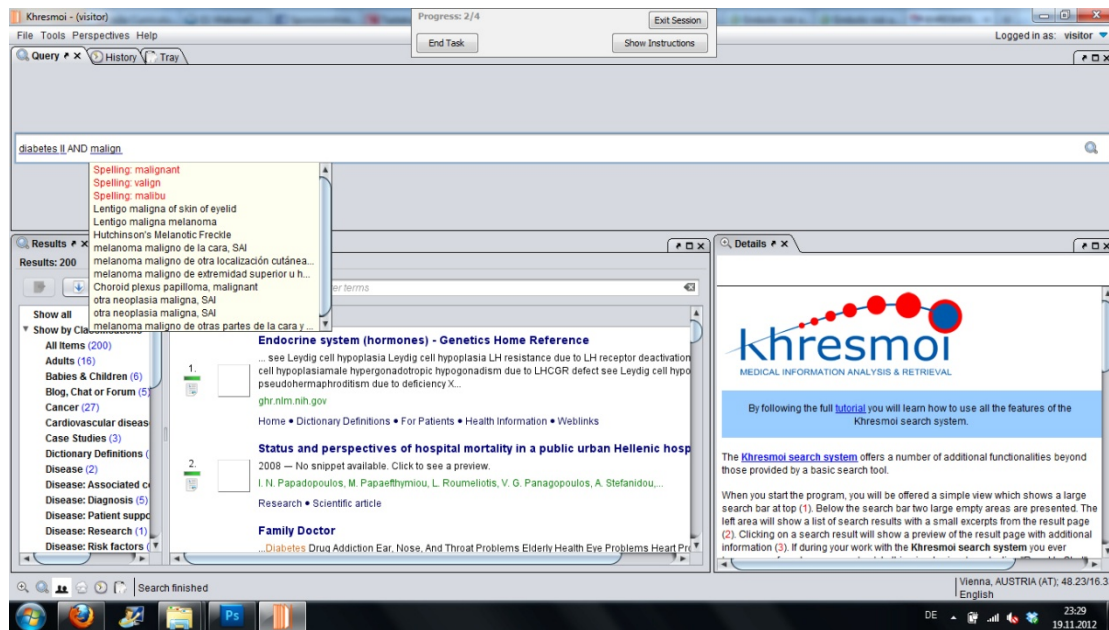 Khresmoi - (visitor)
Progress: 2/4
Exit Session
End Task
Show Instructions
File Tools Perspectives Help
Logged in as: visitor
Query
History
Tray
diabetes II AND malign
Spelling: malignant
Spelling: valign
Spelling: malibu
Lentigo maligna of skin of eyelid
Lentigo maligna melanoma
Hutchinson's Melanotic Freckle
melanoma maligno de la cara, SAI
melanoma maligno de otra localización cutánea...
melanoma maligno de extremidad superior u h...
Choroid plexus papilloma, malignant
otra neoplasia maligna, SAI
otra neoplasia maligna, SAI
melanoma maligno de otras partes de la cara y ...
Results
Results: 200
terms
Show all
Show by
All Items (200)
Adults (16)
Babies & Children (6)
Blog, Chat or Forum (5)
Cancer (27)
Cardiovascular diseas
Case Studies (3)
Dictionary Definitions (
Disease (2)
Disease: Associated c
Disease: Diagnosis (5)
Disease: Patient suppo
Disease: Research (1)
Disease: Risk factors (
1.
Endocrine system (hormones) - Genetics Home Reference
... see Leydig cell hypoplasia Leydig cell hypoplasia LH resistance due to LH receptor deactivation
cell hypoplasiamale hypergonadotropic hypogonadism due to LHCGR defect see Leydig cell hypo
pseudohermaphroditism due to deficiency X...
ghr.nlm.nih.gov
Home • Dictionary Definitions • For Patients • Health Information • Weblinks
2.
Status and perspectives of hospital mortality in a public urban Hellenic hosp
2008 — No snippet available. Click to see a preview.
I. N. Papadopoulos, M. Papaefthymiou, L. Roumeliotis, V. G. Panagopoulos, A. Stefanidou,...
Research • Scientific article
Family Doctor
...Diabetes Drug Addiction Ear, Nose, And Throat Problems Elderly Health Eye Problems Heart Pro
Details
khresmoi
MEDICAL INFORMATION ANALYSIS & RETRIEVAL
By following the full tutorial you will learn how to use all the features of the
Khresmoi search system.
The Khresmoi search system offers a number of additional functionalities beyond
those provided by a basic search tool.
When you start the program, you will be offered a simple view which shows a large
search bar at top (1). Below the search bar two large empty areas are presented. The
left area will show a list of search results with a small excerpts from the result page
(2). Clicking on a search result will show a preview of the result page with additional
information (3). If during your work with the Khresmoi search system you ever
Search finished
Vienna, AUSTRIA (AT); 48.23/16.3
English
Ps
DE
23:29
19.11.2012